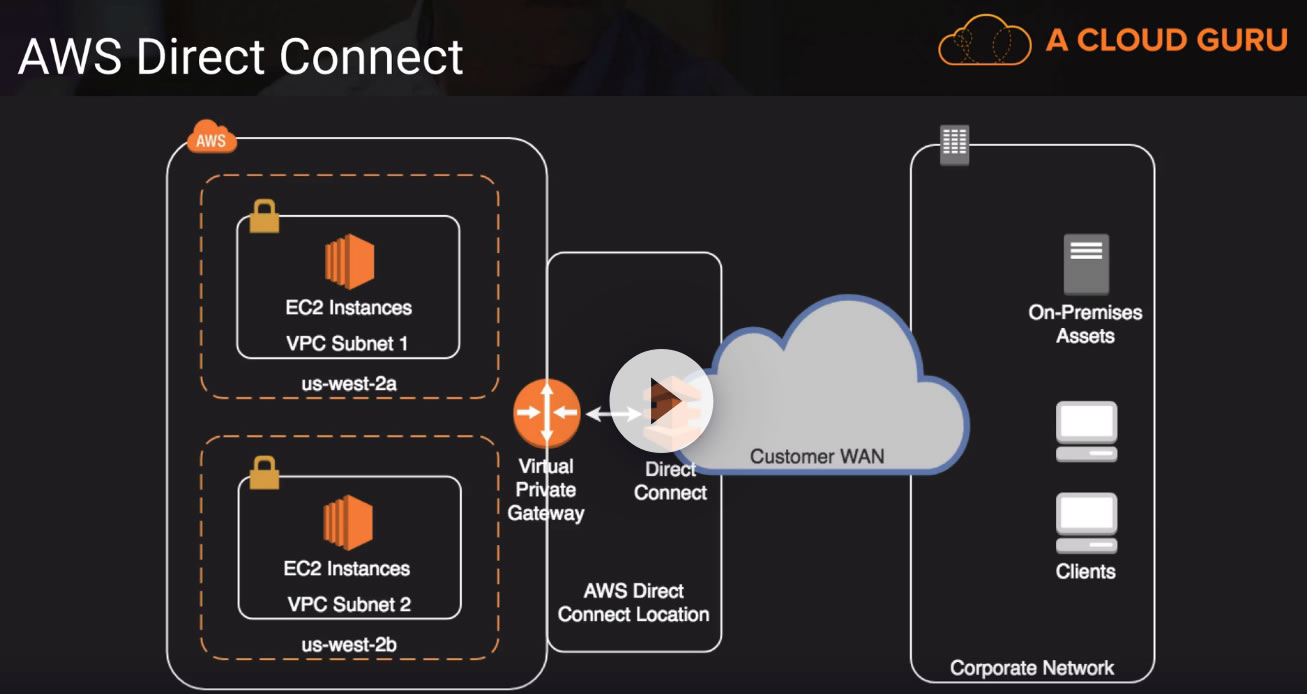 AWS Direct Connect
A CLOUD GURU
AWS
EC2 Instances
VPC Subnet 1
us-west-2a
EC2 Instances
VPC Subnet 2
us-west-2b
Virtual
Private
Gateway
Direct
Connect
AWS Direct
Connect Location
Customer WAN
On-Premises
Assets
Clients
Corporate Network